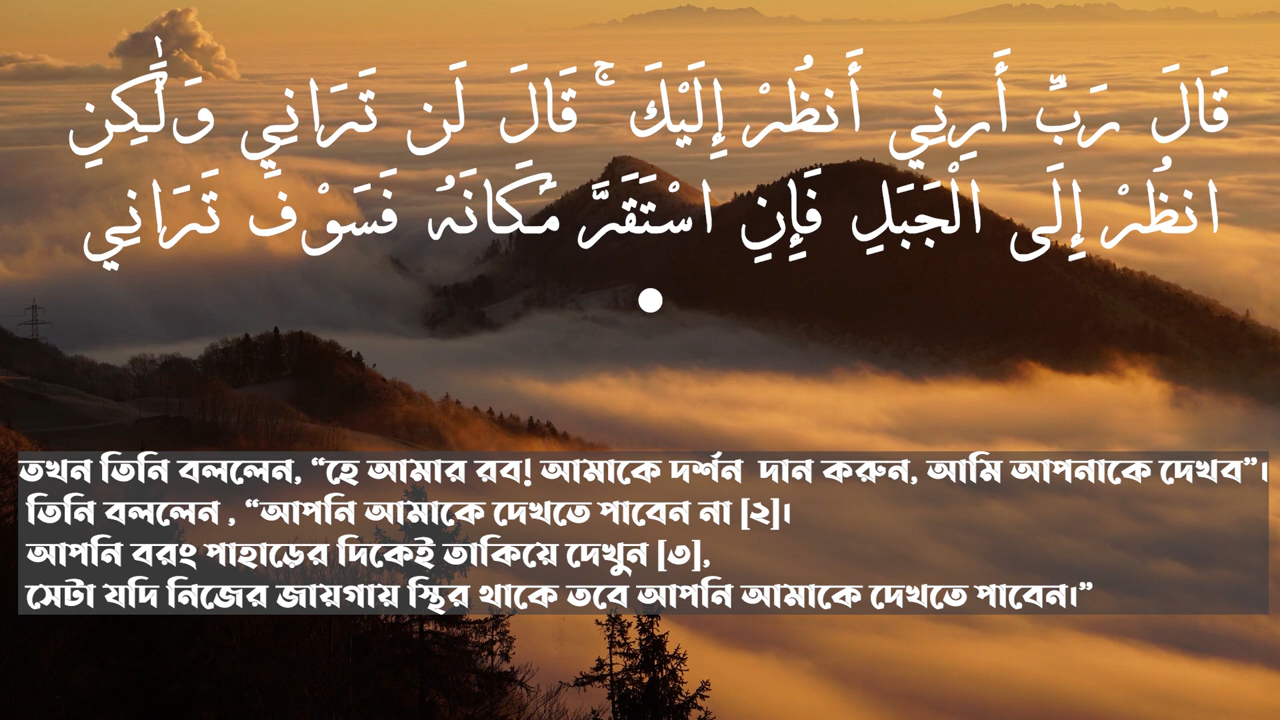 قَالَ رَبِّ أَرِنِي أَنظُرْ إِلَيْكَ ۚ قَالَ لَن تَرَانِي وَلَٰكِنِ
انظُرْ إِلَى الْجَبَلِ فَإِنِ اسْتَقَرَّ مَكَانَهُ فَسَوْفَ تَرَانِي
তখন তিনি বললেন, “হে আমার রব! আমাকে দর্শন দান করুন, আমি আপনাকে দেখব”।
তিনি বললেন , “আপনি আমাকে দেখতে পাবেন না [২]।
আপনি বরং পাহাড়ের দিকেই তাকিয়ে দেখুন [৩],
সেটা যদি নিজের জায়গায় স্থির থাকে তবে আপনি আমাকে দেখতে পাবেন।”